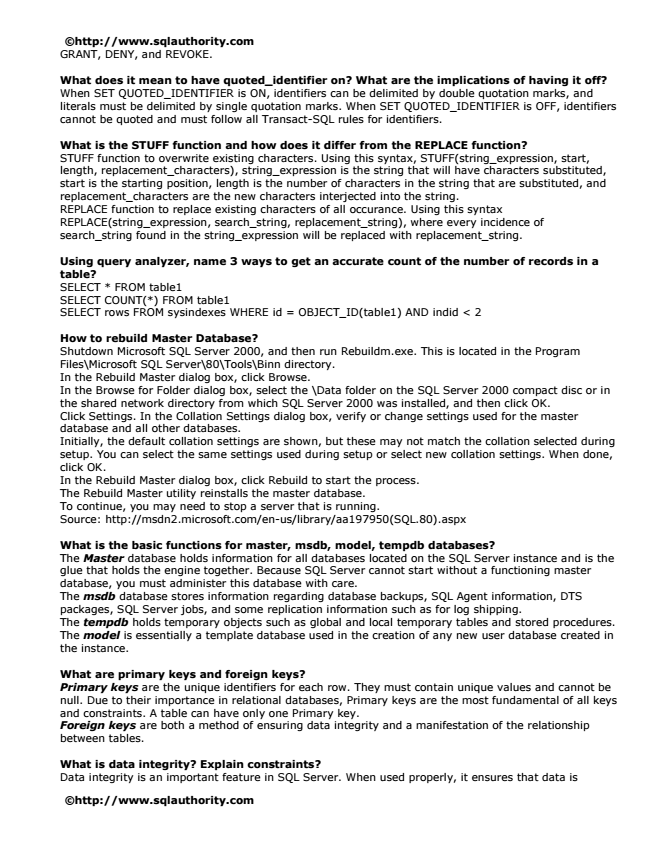 ©http://www.sqlauthority.com
GRANT, DENY, and REVOKE.
What does it mean to have quoted_identifier on? What are the implications of having it off?
When SET QUOTED_IDENTIFIER is ON, identifiers can be delimited by double quotation marks, and
literals must be delimited by single quotation marks. When SET QUOTED_IDENTIFIER is OFF, identifiers
cannot be quoted and must follow all Transact-SQL rules for identifiers.
What is the STUFF function and how does it differ from the REPLACE function?
STUFF function to overwrite existing characters. Using this syntax, STUFF(string_expression, start,
length, replacement_characters), string_expression is the string that will have characters substituted,
start is the starting position, length is the number of characters in the string that are substituted, and
replacement_characters are the new characters interjected into the string.
REPLACE function to replace existing characters of all occurance. Using this syntax
REPLACE(string_expression, search_string, replacement_string), where every incidence of
search_string found in the string_expression will be replaced with replacement_string.
Using query analyzer, name 3 ways to get an accurate count of the number of records in a
table?
SELECT * FROM table1
SELECT COUNT(*) FROM table1
SELECT rows FROM sysindexes WHERE id = OBJECT_ID(table1) AND indid < 2
How to rebuild Master Database?
Shutdown Microsoft SQL Server 2000, and then run Rebuildm.exe. This is located in the Program
Files\Microsoft SQL Server\80\Tools\Binn directory.
In the Rebuild Master dialog box, click Browse.
In the Browse for Folder dialog box, select the \Data folder on the SQL Server 2000 compact disc or in
the shared network directory from which SQL Server 2000 was installed, and then click OK.
Click Settings. In the Collation Settings dialog box, verify or change settings used for the master
database and all other databases.
Initially, the default collation settings are shown, but these may not match the collation selected during
setup. You can select the same settings used during setup or select new collation settings. When done,
click OK.
In the Rebuild Master dialog box, click Rebuild to start the process.
The Rebuild Master utility reinstalls the master database.
To continue, you may need to stop a server that is running.
Source: http://msdn2.microsoft.com/en-us/library/aa197950(SQL.80).aspx
What is the basic functions for master, msdb, model, tempdb databases?
The Master database holds information for all databases located on the SQL Server instance and is the
glue that holds the engine together. Because SQL Server cannot start without a functioning master
database, you must administer this database with care.
The msdb database stores information regarding database backups, SQL Agent information, DTS
packages, SQL Server jobs, and some replication information such as for log shipping.
The tempdb holds temporary objects such as global and local temporary tables and stored procedures.
The model is essentially a template database used in the creation of any new user database created in
the instance.
What are primary keys and foreign keys?
Primary keys are the unique identifiers for each row. They must contain unique values and cannot be
null. Due to their importance in relational databases, Primary keys are the most fundamental of all keys
and constraints. A table can have only one Primary key.
Foreign keys are both a method of ensuring data integrity and a manifestation of the relationship
between tables.
What is data integrity? Explain constraints?
Data integrity is an important feature in SQL Server. When used properly, it ensures that data is
©http://www.sqlauthority.com